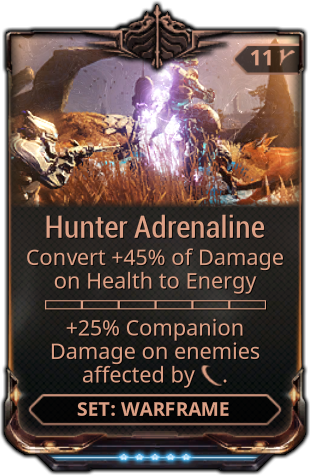 11
Hunter Adrenaline
Convert +45% of Damage
on Health to Energy
+25% Companion
Damage on enemies
affected by .
SET: WARFRAME